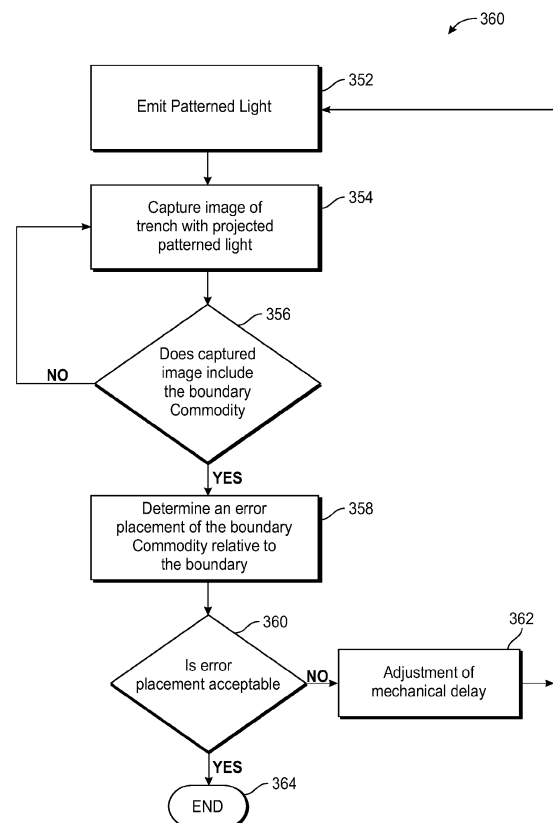 360
352
Emit Patterned Light
354
Capture image of
trench with projected
patterned light
356
Does captured
image include
the boundary
Commodity
NO
YES
358
Determine an error
placement of the boundary
Commodity relative to
the boundary
360
Is error
placement acceptable
NO
362
Adjustment of
mechanical delay
YES
364
END